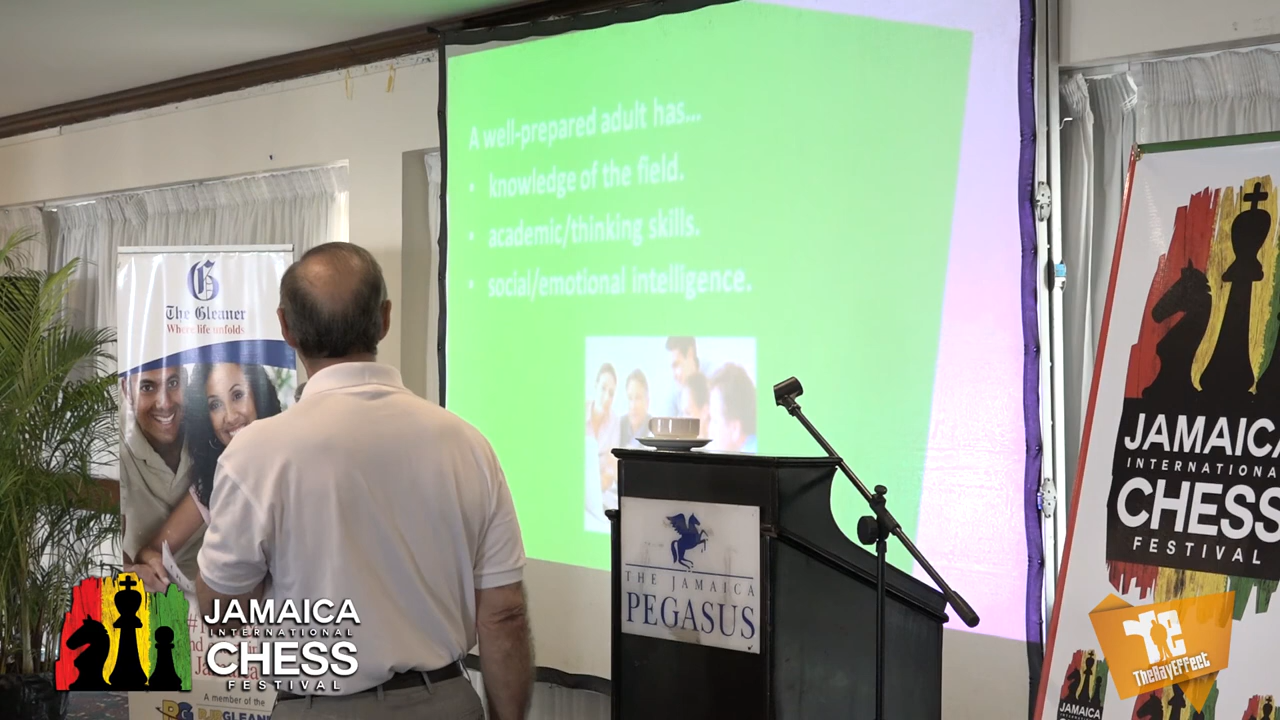 A well-prepared adult has...
• knowledge of the field.
• academic/thinking skills.
• social/emotional intelligence.
G
The Gleaner
Where life unfolds
A member of the
THE JAMAICA
PEGASUS
JAMAICA
INTERNATIONAL
CHESS
FESTIVAL
JAMAICA
INTERNATIONAL
CHESS
FESTIVAL
TE
TheRayEffect
JAMAICA